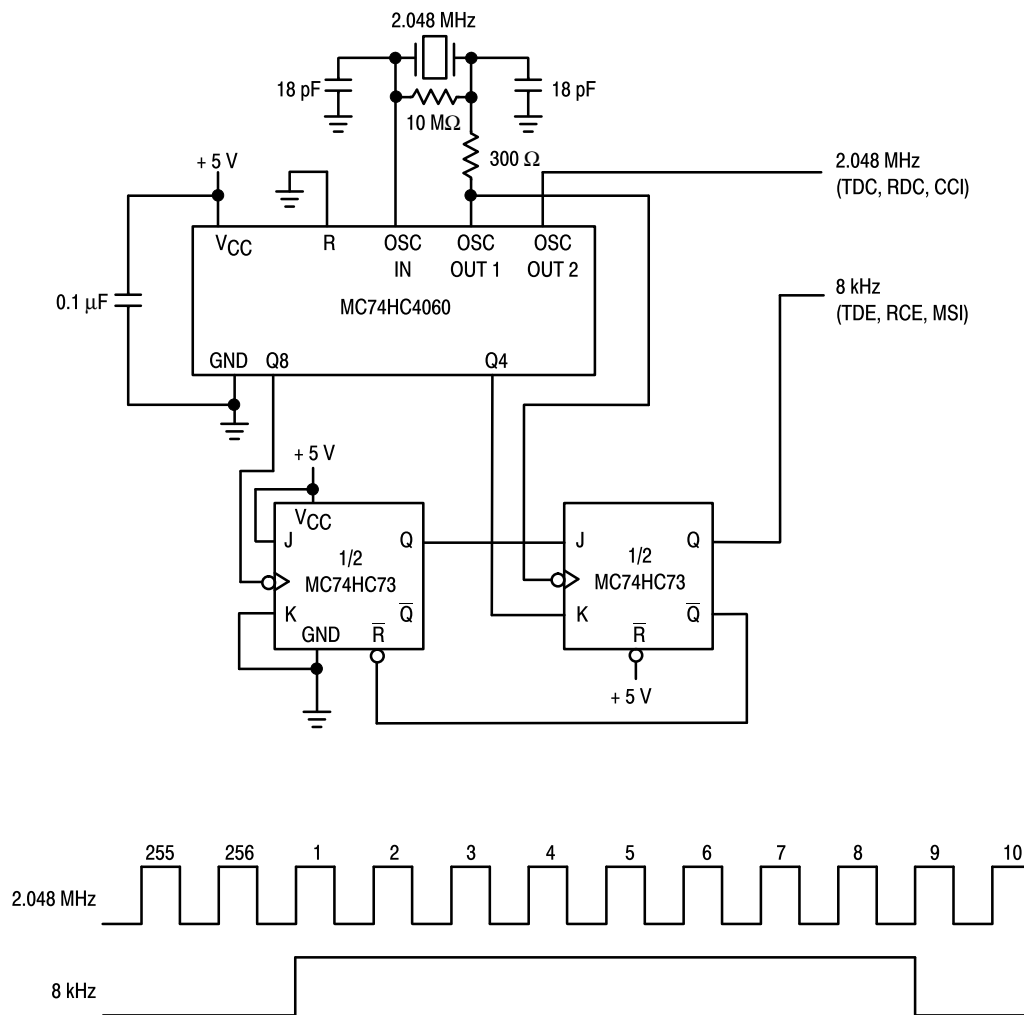 2.048 MHz
18 pF
18 pF
10 MΩ
300 Ω
+ 5 V
2.048 MHz
(TDC, RDC, CCI)
VCC
R
OSC
IN
OSC
OUT 1
OSC
OUT 2
8 kHz
(TDE, RCE, MSI)
0.1 µF
MC74HC4060
GND
Q8
Q4
+ 5 V
VCC
J
Q
1/2
MC74HC73
K
Q̅
GND
R̅
J
Q
1/2
MC74HC73
K
Q̅
R̅
+ 5 V
255 256 1 2 3 4 5 6 7 8 9 10
2.048 MHz
8 kHz